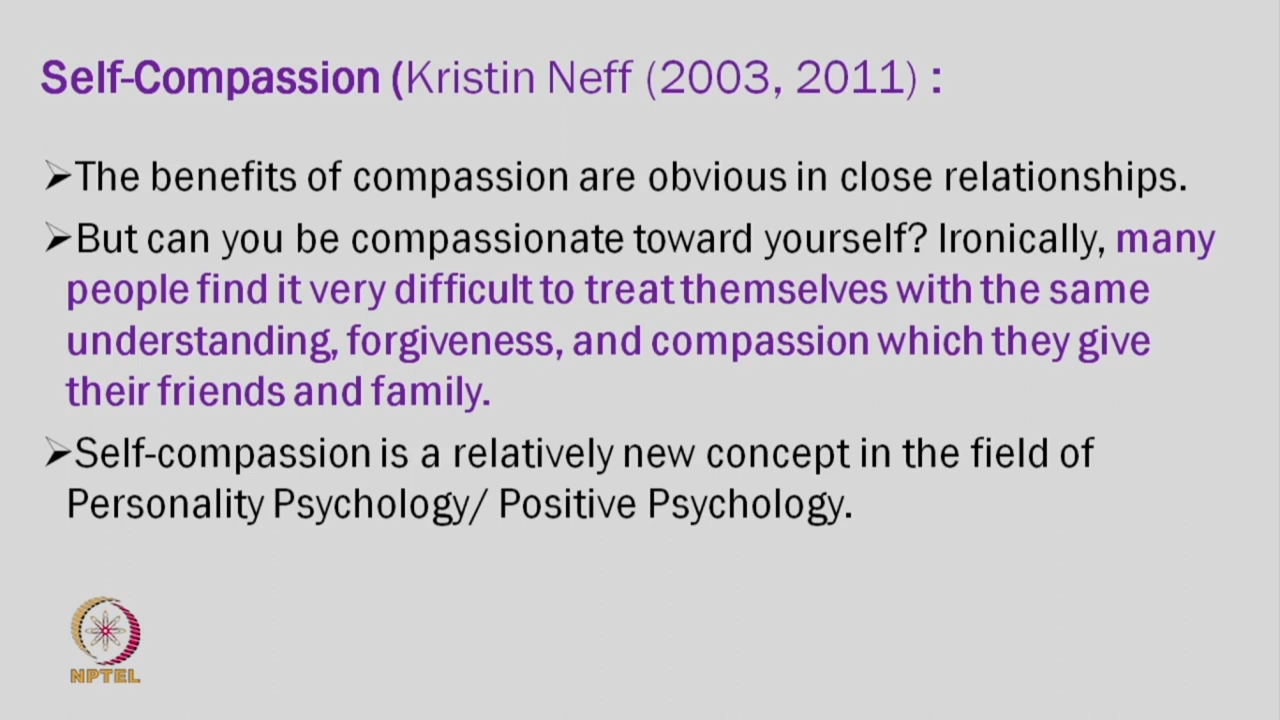 Self-Compassion (Kristin Neff (2003, 2011) :
➢The benefits of compassion are obvious in close relationships.
➢But can you be compassionate toward yourself? Ironically, many
people find it very difficult to treat themselves with the same
understanding, forgiveness, and compassion which they give
their friends and family.
➢Self-compassion is a relatively new concept in the field of
Personality Psychology/ Positive Psychology.
NPTEL